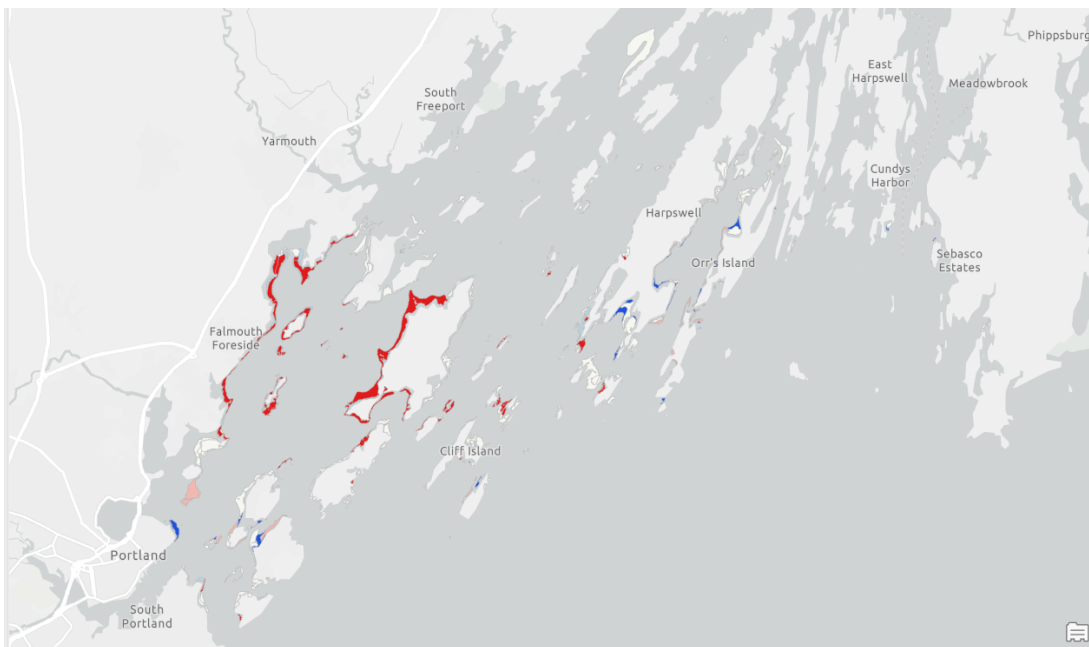 Phippsburg
East
Harpswell
Meadowbrook
South
Freeport
Yarmouth
Cundys
Harbor
Harpswell
Orr's Island
Sebasco
Estates
Falmouth
Foreside
Cliff Island
Portland
South
Portland